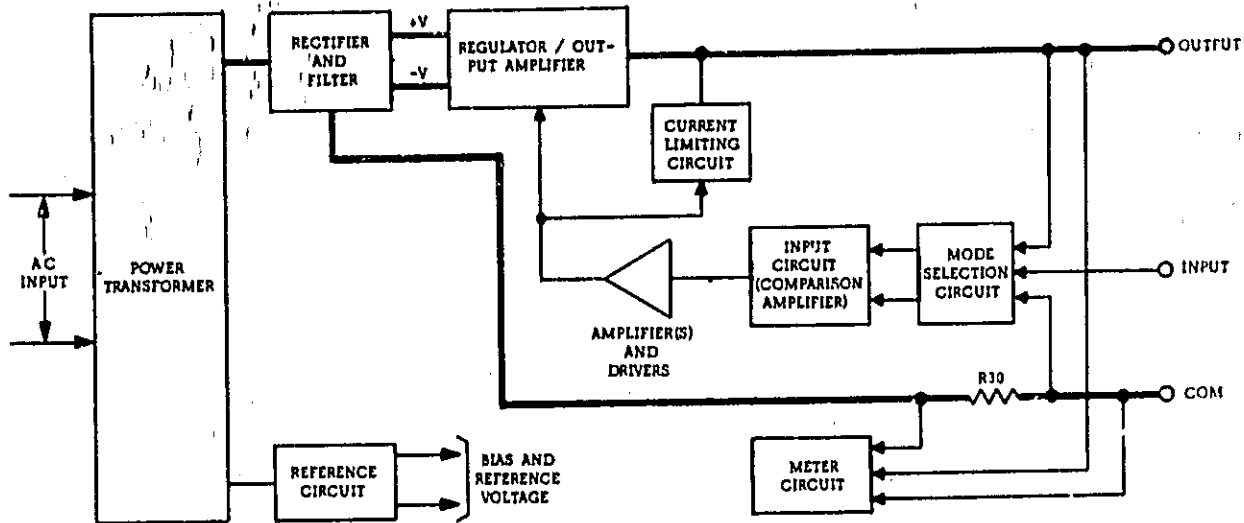 RECTIFIER
AND
FILTER
+V
-V
REGULATOR / OUT-
PUT AMPLIFIER
OUTPUT
CURRENT
LIMITING
CIRCUIT
AC
INPUT
POWER
TRANSFORMER
INPUT
CIRCUIT
(COMPARISON
AMPLIFIER)
MODE
SELECTION
CIRCUIT
INPUT
AMPLIFIER(S)
AND
DRIVERS
R30
COM
REFERENCE
CIRCUIT
BIAS AND
REFERENCE
VOLTAGE
METER
CIRCUIT